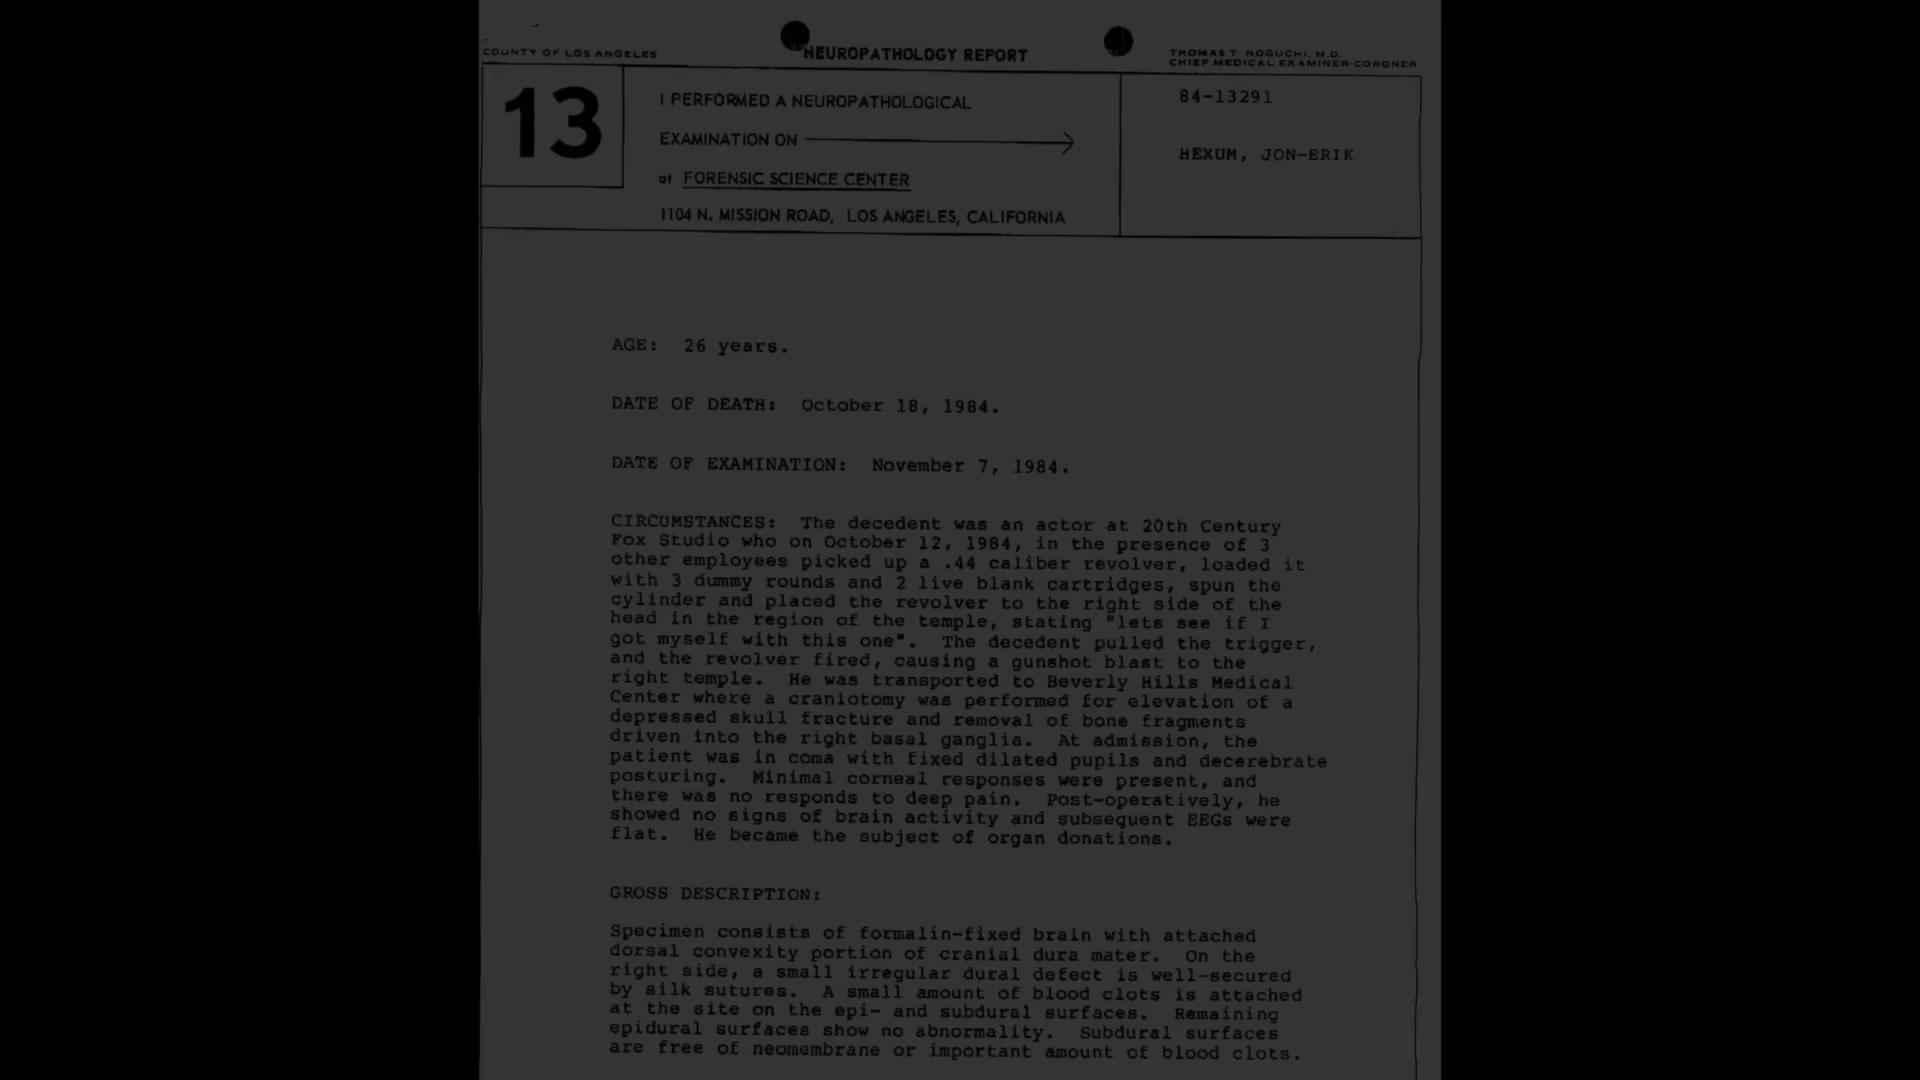 COUNTY OF LOS ANGELES
NEUROPATHOLOGY REPORT
THOMAS T. NOGUCHI, M.D.
CHIEF MEDICAL EXAMINER-CORONER
13
I PERFORMED A NEUROPATHOLOGICAL
EXAMINATION ON
at FORENSIC SCIENCE CENTER
1104 N. MISSION ROAD, LOS ANGELES, CALIFORNIA
84-13291
HEXUM, JON-ERIK
AGE: 26 years.
DATE OF DEATH: October 18, 1984.
DATE OF EXAMINATION: November 7, 1984.
CIRCUMSTANCES: The decedent was an actor at 20th Century
Fox Studio who on October 12, 1984, in the presence of 3
other employees picked up a .44 caliber revolver, loaded it
with 3 dummy rounds and 2 live blank cartridges, spun the
cylinder and placed the revolver to the right side of the
head in the region of the temple, stating "lets see if I
got myself with this one". The decedent pulled the trigger,
and the revolver fired, causing a gunshot blast to the
right temple. He was transported to Beverly Hills Medical
Center where a craniotomy was performed for elevation of a
depressed skull fracture and removal of bone fragments
driven into the right basal ganglia. At admission, the
patient was in coma with fixed dilated pupils and decerebrate
posturing. Minimal corneal responses were present, and
there was no responds to deep pain. Post-operatively, he
showed no signs of brain activity and subsequent EEGs were
flat. He became the subject of organ donations.
GROSS DESCRIPTION:
Specimen consists of formalin-fixed brain with attached
dorsal convexity portion of cranial dura mater. On the
right side, a small irregular dural defect is well-secured
by silk sutures. A small amount of blood clots is attached
at the site on the epi- and subdural surfaces. Remaining
epidural surfaces show no abnormality. Subdural surfaces
are free of neomembrane or important amount of blood clots.